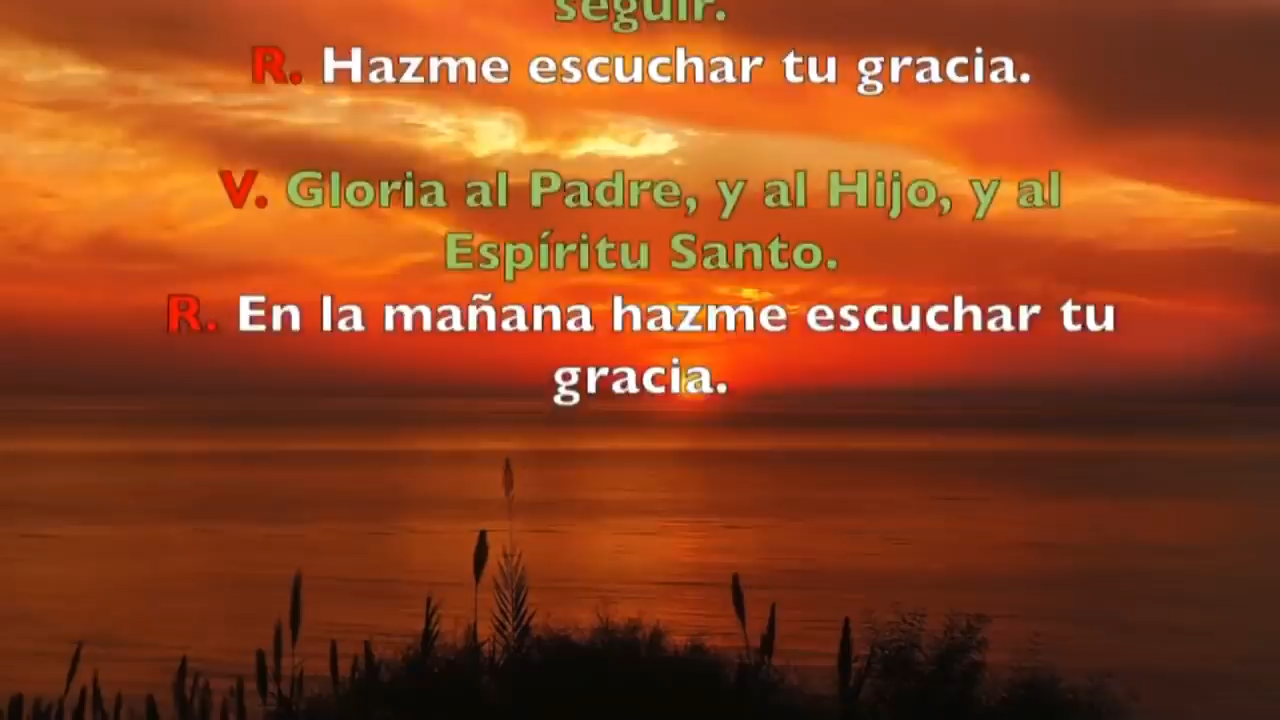 seguir.
R. Hazme escuchar tu gracia.
V. Gloria al Padre, y al Hijo, y al
Espíritu Santo.
R. En la mañana hazme escuchar tu
gracia.